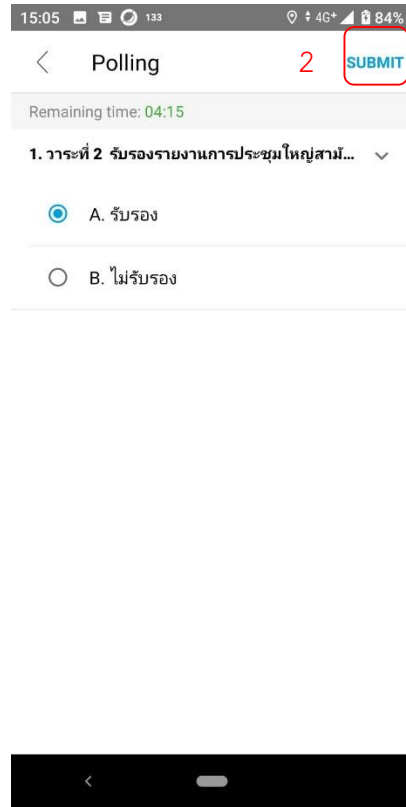 15:05 133 4G+ 84%
Polling 2 SUBMIT
Remaining time: 04:15
1. วาระที่ 2 รับรองรายงานการประชุมใหญ่สามั...
A. รับรอง
B. ไม่รับรอง